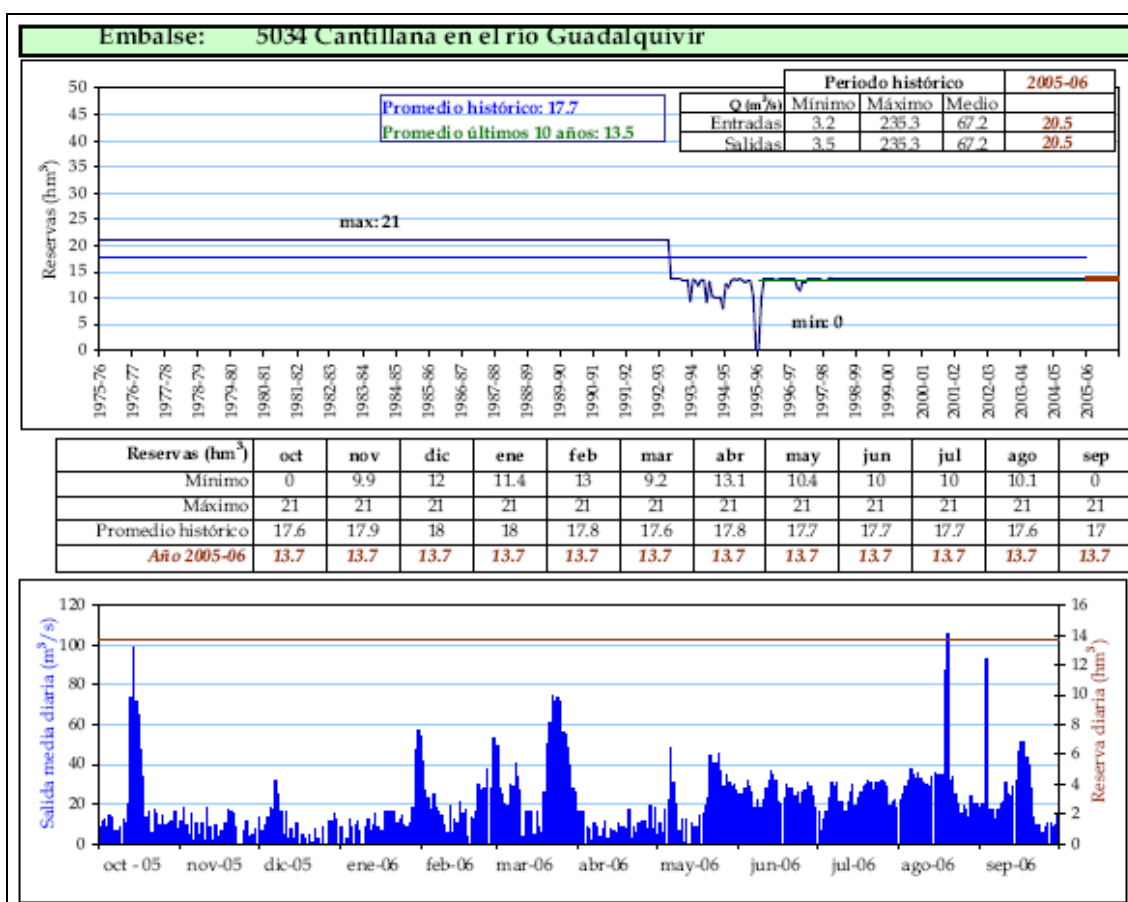 Embalse: 5034 Cantillana en el río Guadalquivir
Periodo histórico 2005-06
Q (m³/s) Mínimo Máximo Medio
Entradas 3.2 235.3 67.2 20.5
Salidas 3.5 235.3 67.2 20.5
Promedio histórico: 17.7
Promedio últimos 10 años: 13.5
Reservas (hm³)
50
45
40
35
30
25
20
15
10
5
0
max: 21
min: 0
1975-76 1976-77 1977-78 1978-79 1979-80 1980-81 1981-82 1982-83 1983-84 1984-85 1985-86 1986-87 1987-88 1988-89 1989-90 1990-91 1991-92 1992-93 1993-94 1994-95 1995-96 1996-97 1997-98 1998-99 1999-00 2000-01 2001-02 2002-03 2003-04 2004-05 2005-06
Reservas (hm³) oct nov dic ene feb mar abr may jun jul ago sep
Mínimo 0 9.9 12 11.4 13 9.2 13.1 10.4 10 10 10.1 0
Máximo 21 21 21 21 21 21 21 21 21 21 21 21
Promedio histórico 17.6 17.9 18 18 17.8 17.6 17.8 17.7 17.7 17.7 17.6 17
Año 2005-06 13.7 13.7 13.7 13.7 13.7 13.7 13.7 13.7 13.7 13.7 13.7 13.7
Salida media diaria (m³/s)
120
100
80
60
40
20
0
Reserva diaria (hm³)
16
14
12
10
8
6
4
2
0
oct - 05 nov-05 dic-05 ene-06 feb-06 mar-06 abr-06 may-06 jun-06 jul-06 ago-06 sep-06